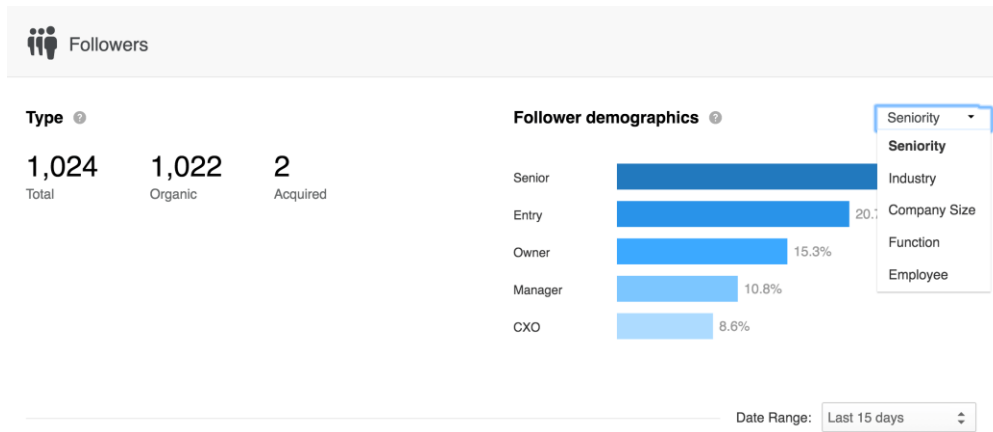 Followers
Type
Follower demographics
Seniority
1,024 1,022 2
Total Organic Acquired
Seniority
Industry
Company Size
Function
Employee
Senior
Entry 20.
Owner 15.3%
Manager 10.8%
CXO 8.6%
Date Range: Last 15 days